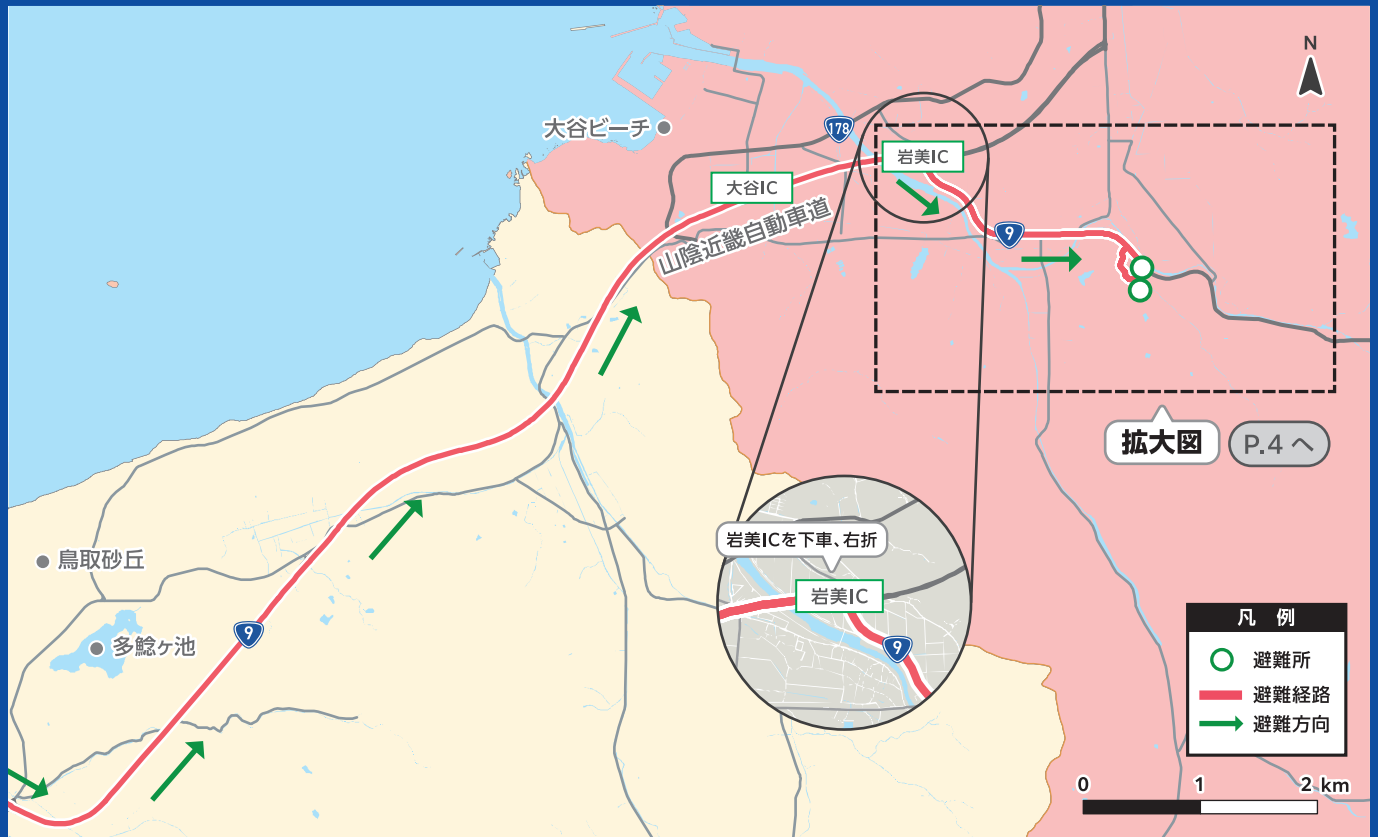 N
大谷ビーチ
178
岩美IC
大谷IC
山陰近畿自動車道
9
拡大図
P.4 へ
岩美ICを下車、右折
岩美IC
9
鳥取砂丘
9
多鯰ヶ池
凡 例
避難所
避難経路
避難方向
0 1 2 km